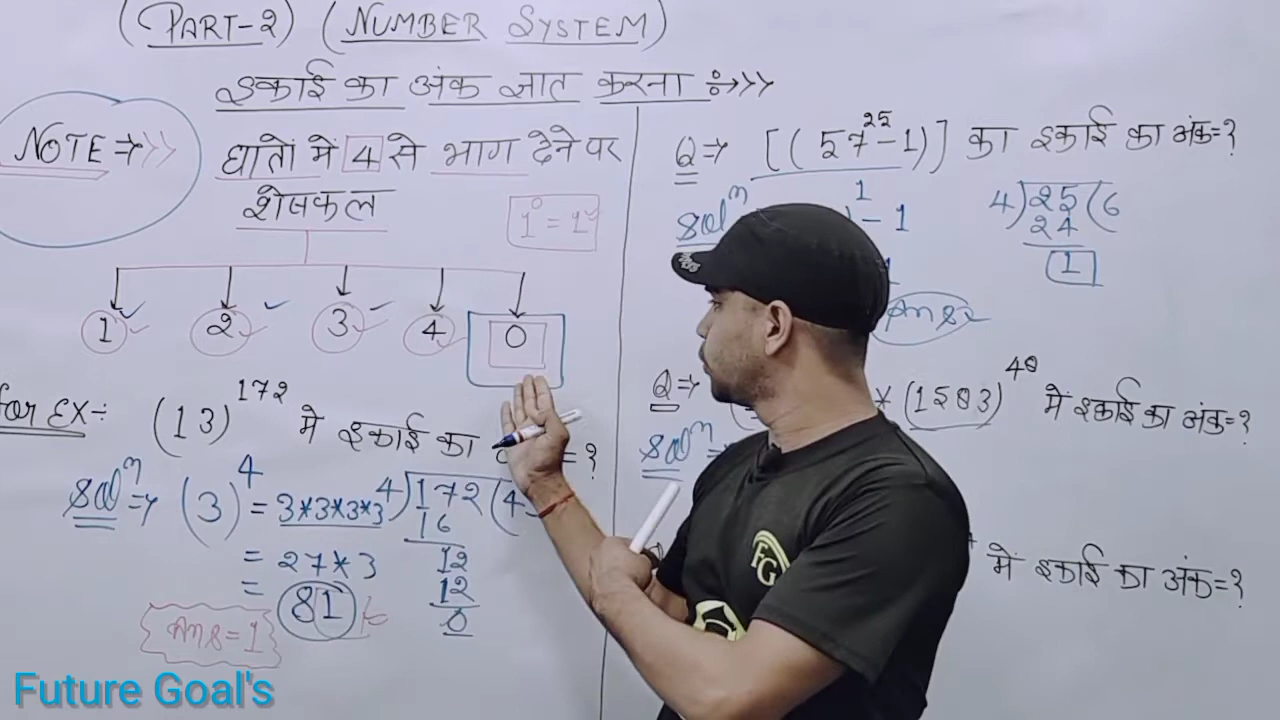 (PART-2) (NUMBER SYSTEM)
इकाई का अंक ज्ञात करना :→>>
NOTE ⇒>>
घातों में 4 से भाग देने पर
शेषफल
1° = 1
1 2 3 4 0
for EX:-
(13)^172 में इकाई का = ?
Sol^n ⇒ (3)^4 = 3*3*3*3
= 27*3
= 81
Ans = 1
4)172(4
16
12
12
0
Q ⇒ [(57^25-1)] का इकाई का अंक=?
Sol^n
1
- 1
4)25(6
24
1
Ans
Q ⇒ * (1583)^48 में इकाई का अंक=?
Sol^n
में इकाई का अंक=?
FG
Future Goal's